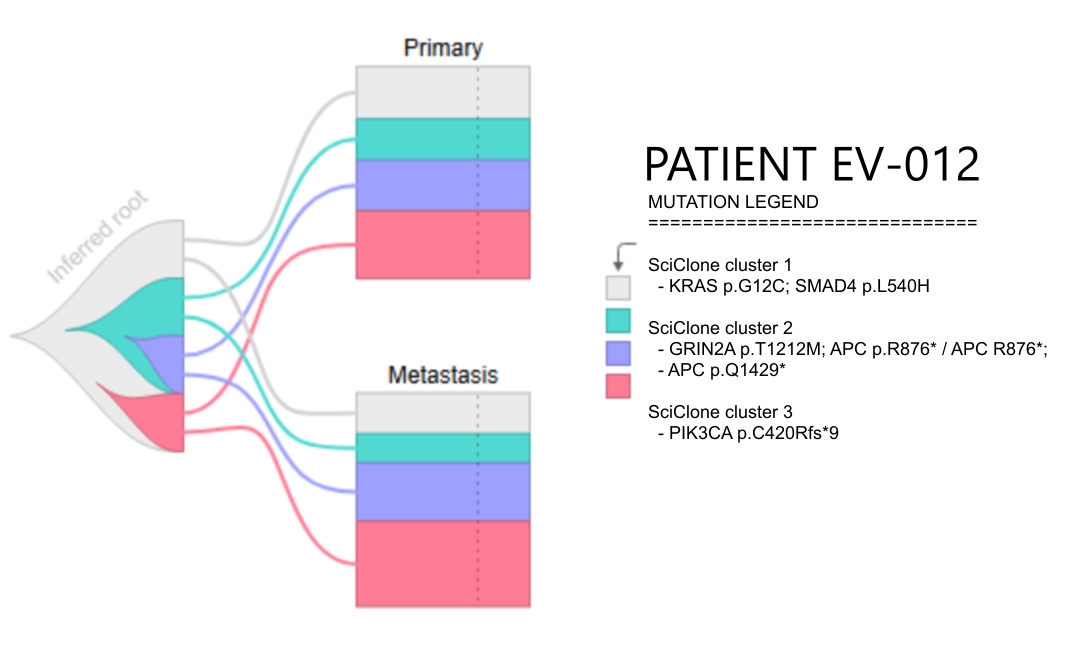 Primary
Inferred root
Metastasis
PATIENT EV-012
MUTATION LEGEND
==============================
SciClone cluster 1
- KRAS p.G12C; SMAD4 p.L540H
SciClone cluster 2
- GRIN2A p.T1212M; APC p.R876* / APC R876*;
- APC p.Q1429*
SciClone cluster 3
- PIK3CA p.C420Rfs*9